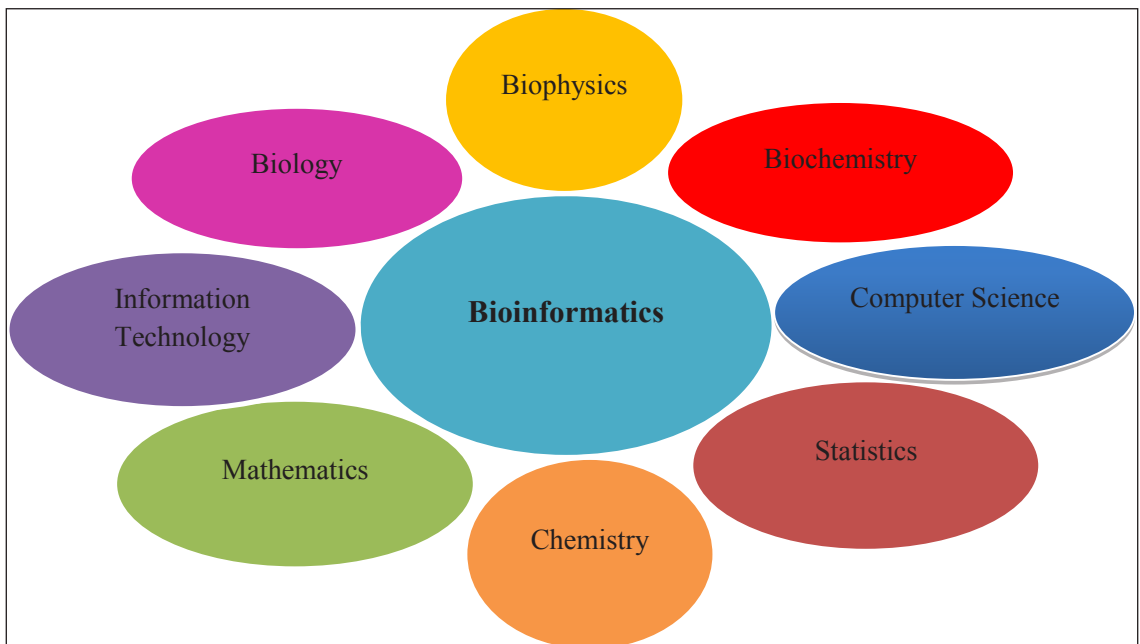 Biophysics
Biology
Biochemistry
Information
Technology
Bioinformatics
Computer Science
Mathematics
Statistics
Chemistry